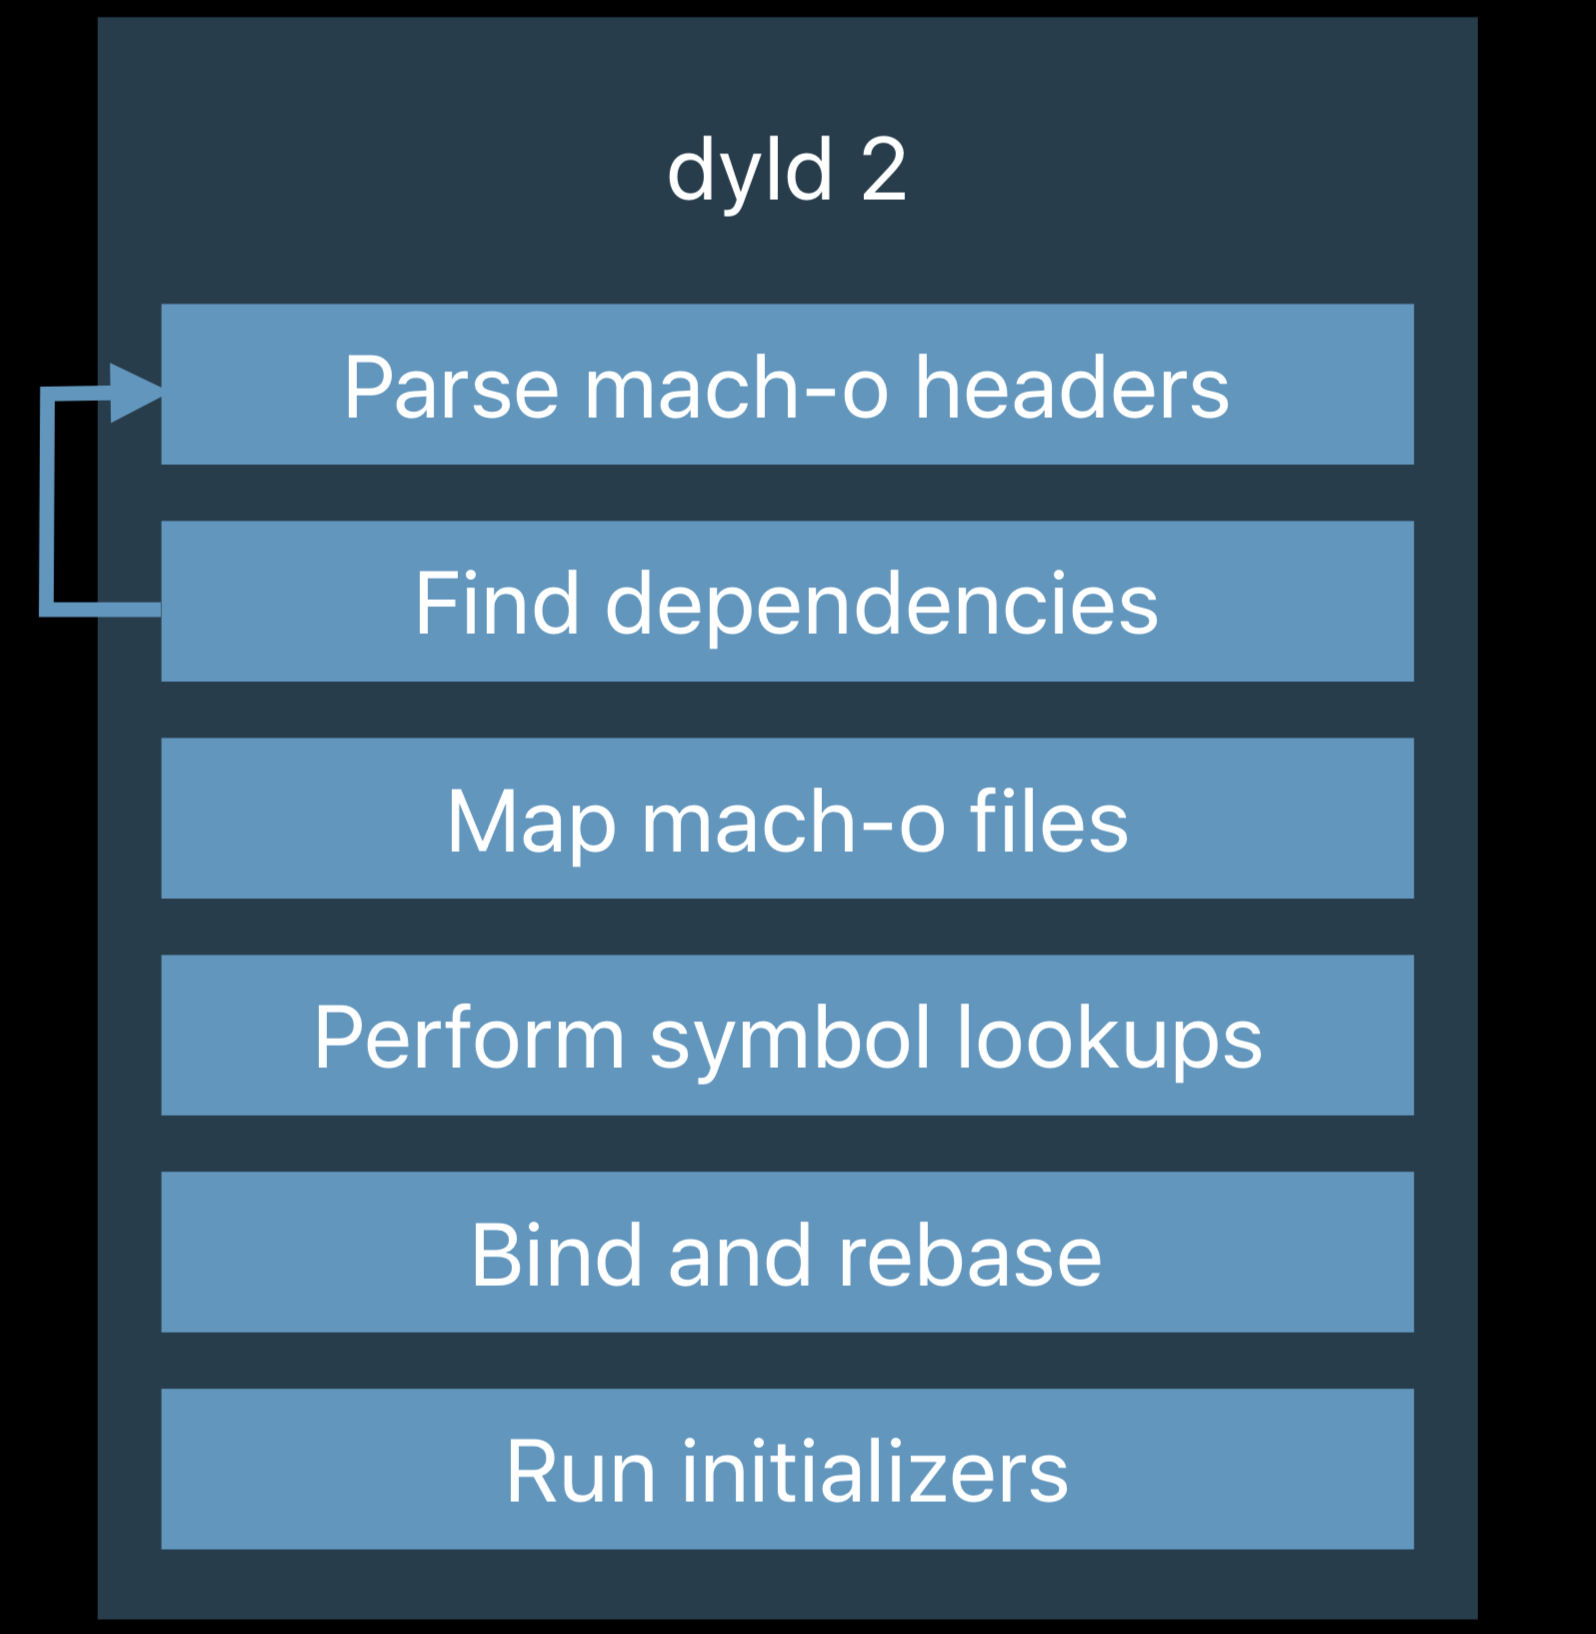 dyld 2
Parse mach-o headers
Find dependencies
Map mach-o files
Perform symbol lookups
Bind and rebase
Run initializers